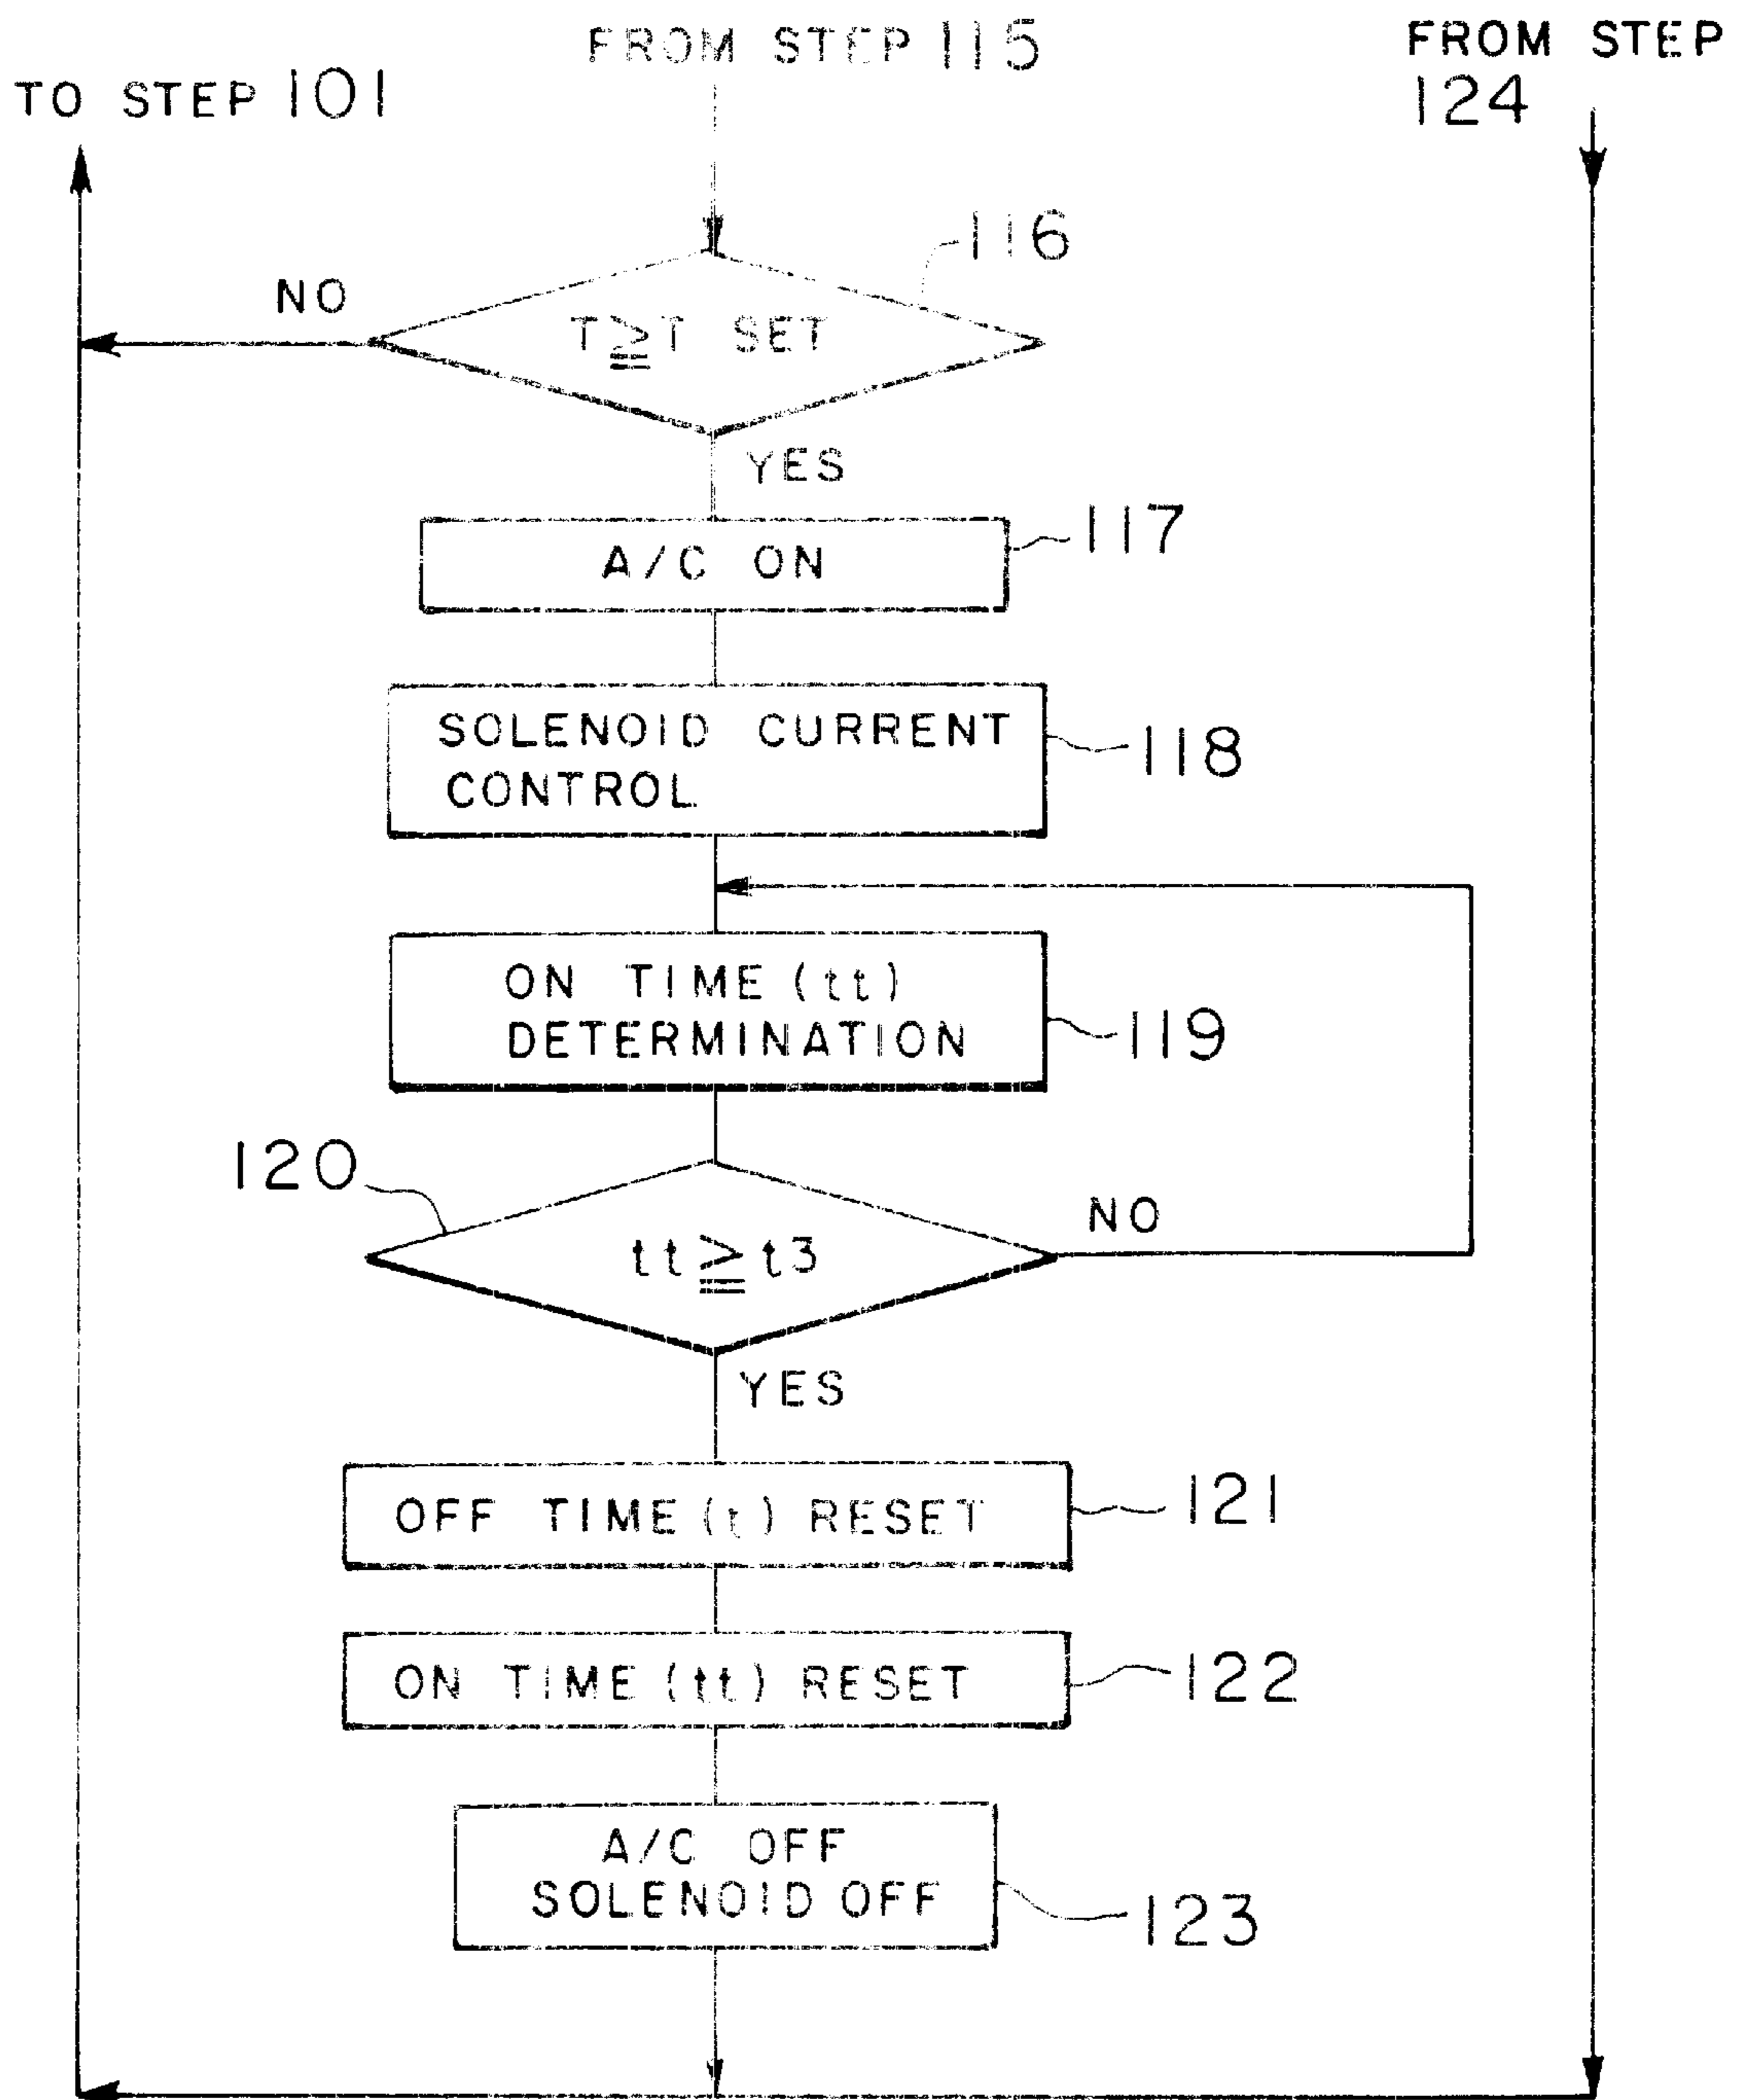 FROM STEP 115
FROM STEP
124
TO STEP 101
116
NO
T≧T SET
YES
117
A/C ON
118
SOLENOID CURRENT
CONTROL
ON TIME (tt)
DETERMINATION
119
120
NO
tt≧t3
YES
121
OFF TIME (t) RESET
122
ON TIME (tt) RESET
A/C OFF
SOLENOID OFF
123